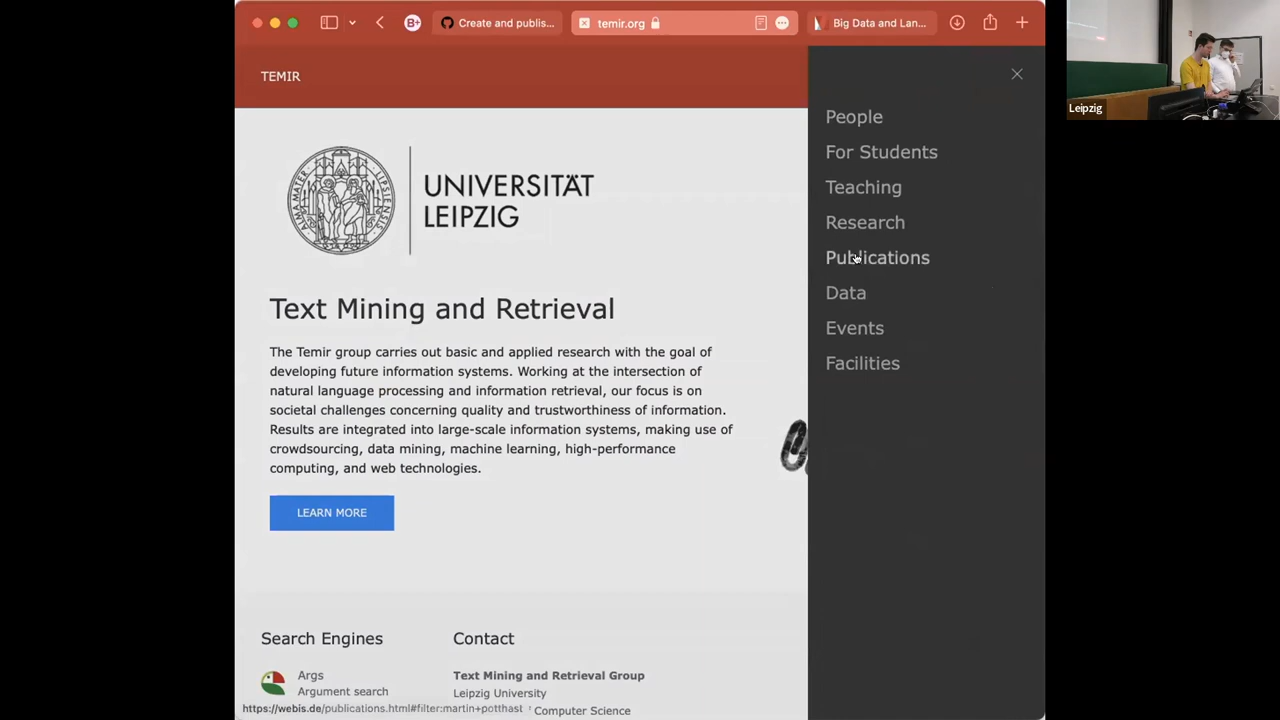 Create and publis...
temir.org
Big Data and Lan...
Leipzig
TEMIR
People
For Students
Teaching
Research
Publications
Data
Events
Facilities
UNIVERSITÄT
LEIPZIG
Text Mining and Retrieval
The Temir group carries out basic and applied research with the goal of
developing future information systems. Working at the intersection of
natural language processing and information retrieval, our focus is on
societal challenges concerning quality and trustworthiness of information.
Results are integrated into large-scale information systems, making use of
crowdsourcing, data mining, machine learning, high-performance
computing, and web technologies.
LEARN MORE
Search Engines
Args
Argument search
Contact
Text Mining and Retrieval Group
Leipzig University
Computer Science
https://webis.de/publications.html#filter:martin+potthast